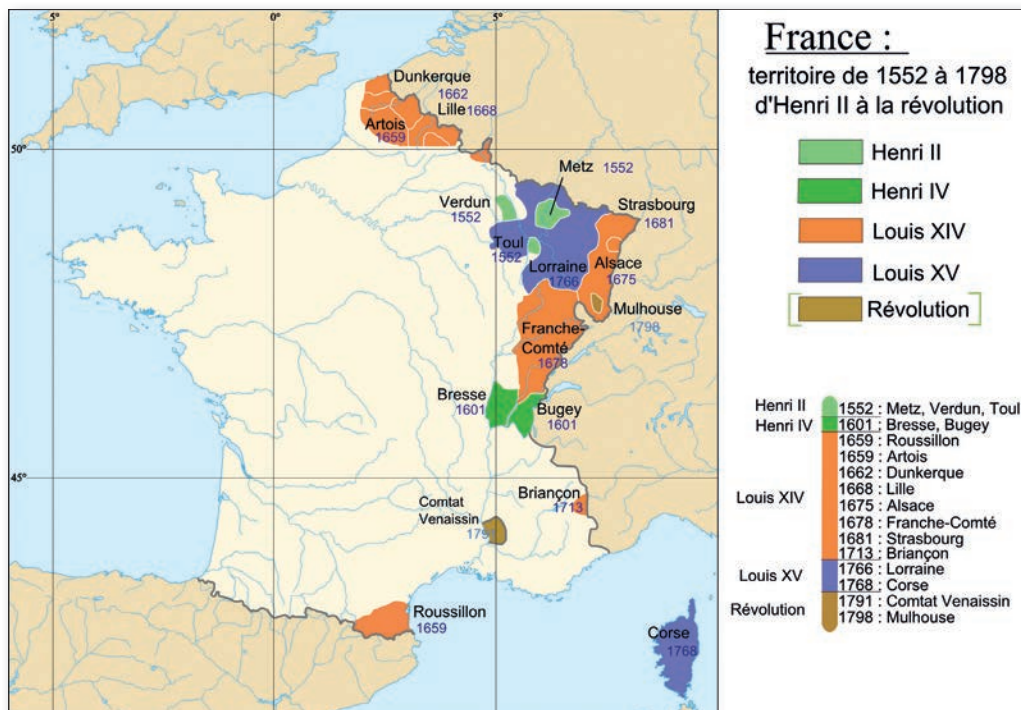 5°
0°
5°
50°
45°
Dunkerque
1662
Lille 1668
Artois
1659
Metz 1552
Verdun
1552
Strasbourg
1681
Toul
1552
Lorraine
1766
Alsace
1675
Mulhouse
1798
Franche-
Comté
1678
Bresse
1601
Bugey
1601
Briançon
1713
Comtat
Venaissin
Roussillon
1659
Corse
1768
France :
territoire de 1552 à 1798
d'Henri II à la révolution
Henri II
Henri IV
Louis XIV
Louis XV
Révolution
Henri II
1552 : Metz, Verdun, Toul
Henri IV
1601 : Bresse, Bugey
1659 : Roussillon
1659 : Artois
1662 : Dunkerque
1668 : Lille
Louis XIV
1675 : Alsace
1678 : Franche-Comté
1681 : Strasbourg
1713 : Briançon
Louis XV
1766 : Lorraine
1768 : Corse
Révolution
1791 : Comtat Venaissin
1798 : Mulhouse